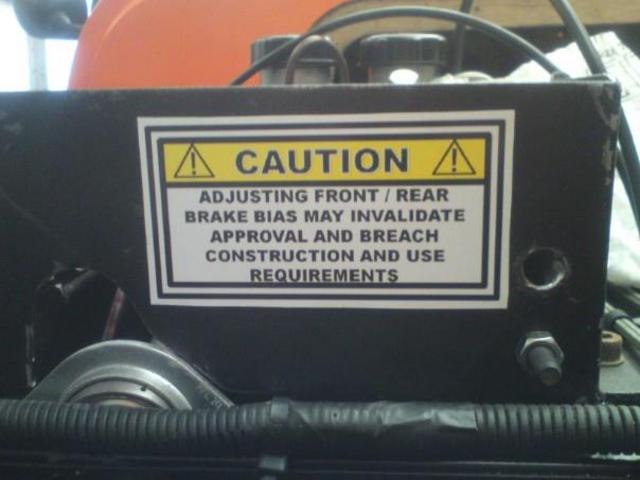 CAUTION
ADJUSTING FRONT / REAR
BRAKE BIAS MAY INVALIDATE
APPROVAL AND BREACH
CONSTRUCTION AND USE
REQUIREMENTS